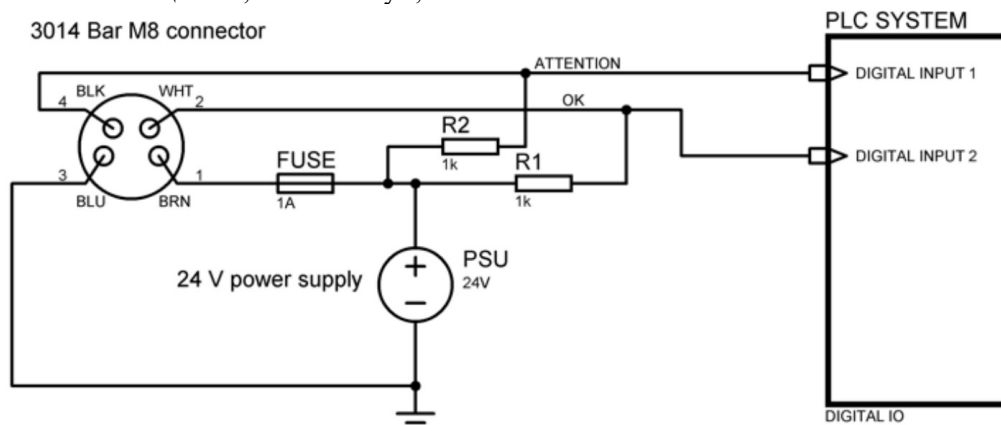 3014 Bar M8 connector
PLC SYSTEM
ATTENTION
DIGITAL INPUT 1
BLK
WHT
4
2
OK
R2
1k
FUSE
1A
R1
1k
DIGITAL INPUT 2
3
1
BLU
BRN
24 V power supply
PSU
24V
DIGITAL IO